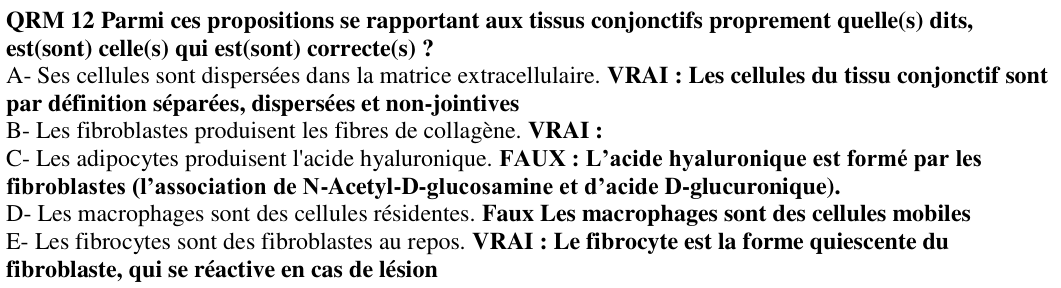 QRM 12 Parmi ces propositions se rapportant aux tissus conjonctifs proprement quelle(s) dits,
est(sont) celle(s) qui est(sont) correcte(s) ?
A- Ses cellules sont dispersées dans la matrice extracellulaire. VRAI : Les cellules du tissu conjonctif sont
par définition séparées, dispersées et non-jointives
B- Les fibroblastes produisent les fibres de collagène. VRAI :
C- Les adipocytes produisent l'acide hyaluronique. FAUX : L’acide hyaluronique est formé par les
fibroblastes (l’association de N-Acetyl-D-glucosamine et d’acide D-glucuronique).
D- Les macrophages sont des cellules résidentes. Faux Les macrophages sont des cellules mobiles
E- Les fibrocytes sont des fibroblastes au repos. VRAI : Le fibrocyte est la forme quiescente du
fibroblaste, qui se réactive en cas de lésion